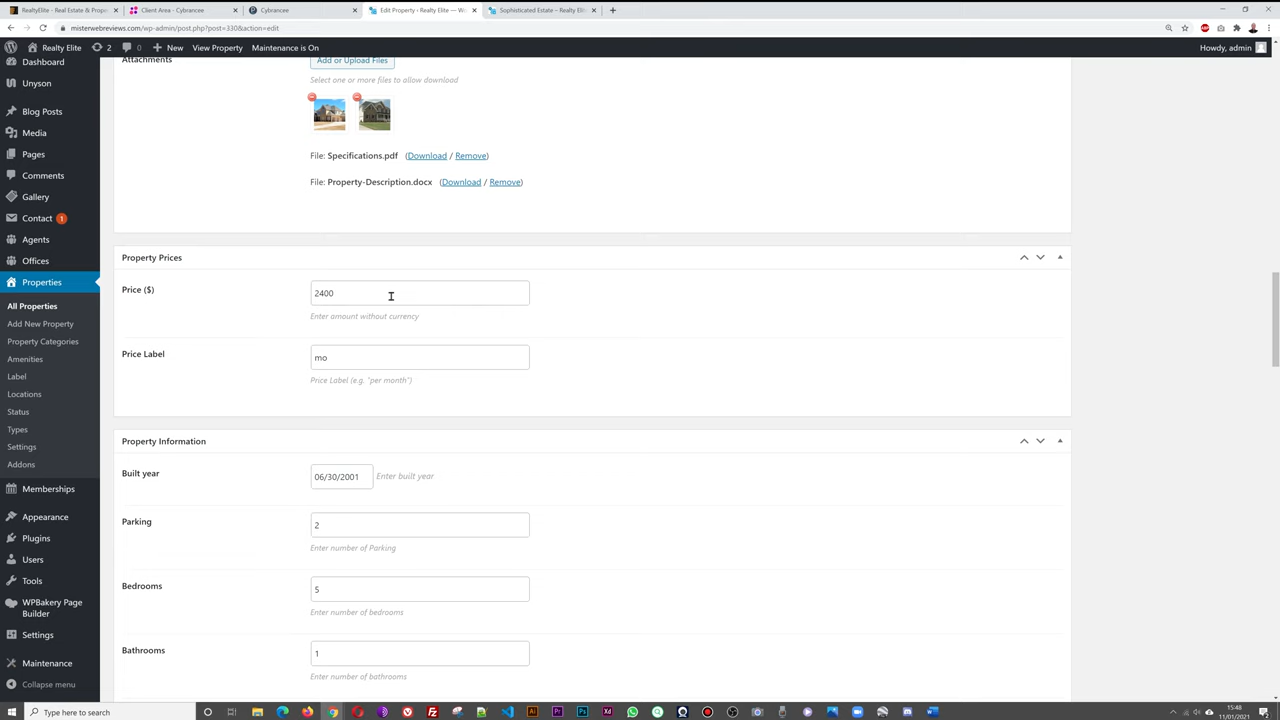 RealtyElite - Real Estate & Proper
Client Area - Cybrancee
Cybrancee
Edit Property ‹ Realty Elite — Wo
Sophisticated Estate – Realty Elit
misterwebreviews.com/wp-admin/post.php?post=330&action=edit
Realty Elite
2
0
New
View Property
Maintenance is On
Howdy, admin
Dashboard
Unyson
Blog Posts
Media
Pages
Comments
Gallery
Contact 1
Agents
Offices
Properties
All Properties
Add New Property
Property Categories
Amenities
Label
Locations
Status
Types
Settings
Addons
Memberships
Appearance
Plugins
Users
Tools
WPBakery Page
Builder
Settings
Maintenance
Collapse menu
Attachments
Add or Upload Files
Select one or more files to allow download
File: Specifications.pdf (Download / Remove)
File: Property-Description.docx (Download / Remove)
Property Prices
Price ($)
2400
Enter amount without currency
Price Label
mo
Price Label (e.g. "per month")
Property Information
Built year
06/30/2001
Enter built year
Parking
2
Enter number of Parking
Bedrooms
5
Enter number of bedrooms
Bathrooms
1
Enter number of bathrooms
Type here to search
15:48
11/01/2021